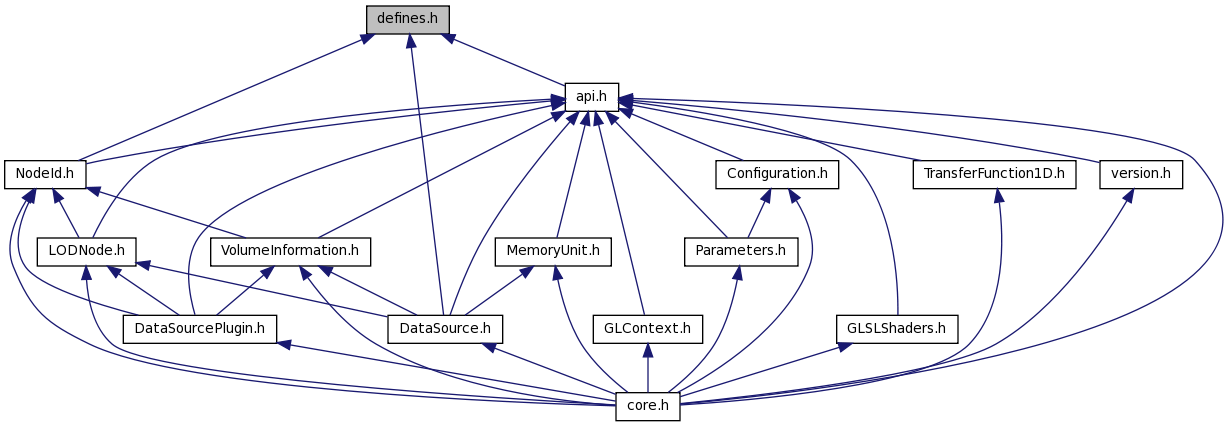 defines.h
api.h
NodeId.h
Configuration.h
TransferFunction1D.h
version.h
LODNode.h
VolumeInformation.h
MemoryUnit.h
Parameters.h
DataSourcePlugin.h
DataSource.h
GLContext.h
GLSLShaders.h
core.h